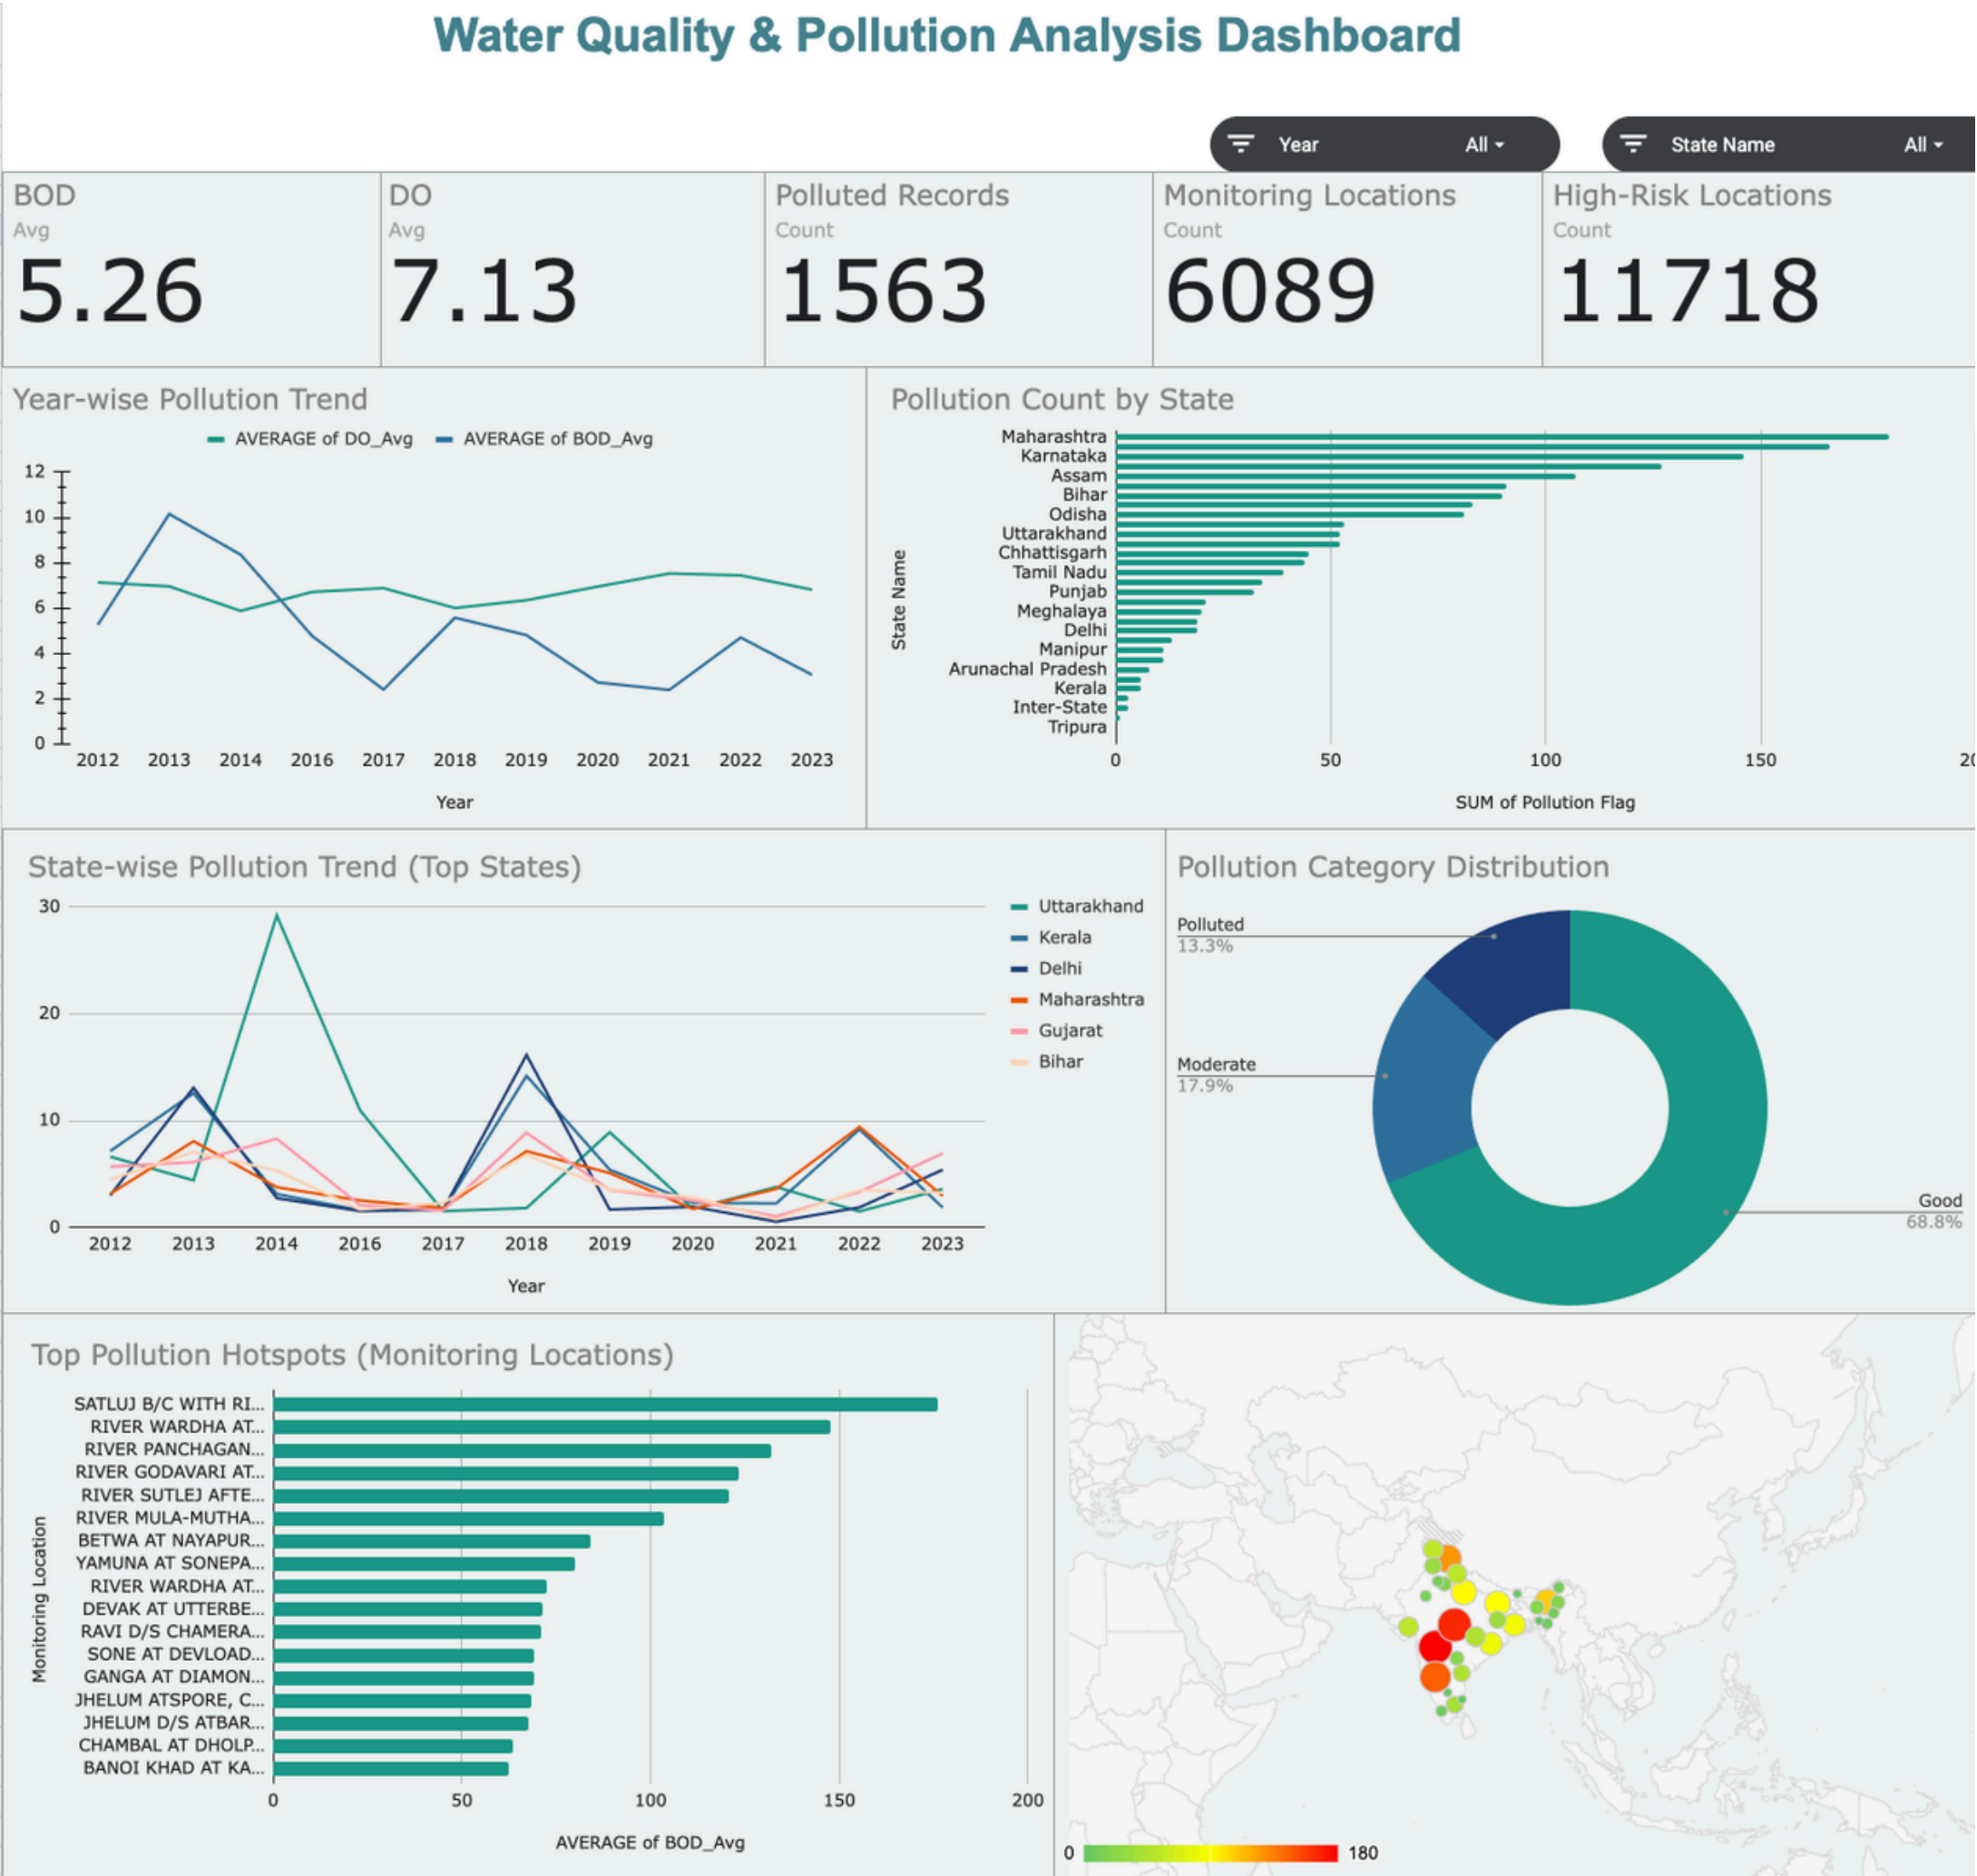 Water Quality & Pollution Analysis Dashboard
Year All
State Name All
BOD
Avg
5.26
DO
Avg
7.13
Polluted Records
Count
1563
Monitoring Locations
Count
6089
High-Risk Locations
Count
11718
Year-wise Pollution Trend
AVERAGE of DO_Avg AVERAGE of BOD_Avg
12
10
8
6
4
2
0
2012 2013 2014 2016 2017 2018 2019 2020 2021 2022 2023
Year
Pollution Count by State
State Name
Maharashtra
Karnataka
Assam
Bihar
Odisha
Uttarakhand
Chhattisgarh
Tamil Nadu
Punjab
Meghalaya
Delhi
Manipur
Arunachal Pradesh
Kerala
Inter-State
Tripura
0 50 100 150 20
SUM of Pollution Flag
State-wise Pollution Trend (Top States)
30
20
10
0
2012 2013 2014 2016 2017 2018 2019 2020 2021 2022 2023
Year
Uttarakhand
Kerala
Delhi
Maharashtra
Gujarat
Bihar
Pollution Category Distribution
Polluted
13.3%
Moderate
17.9%
Good
68.8%
Top Pollution Hotspots (Monitoring Locations)
Monitoring Location
SATLUJ B/C WITH RI...
RIVER WARDHA AT...
RIVER PANCHAGAN...
RIVER GODAVARI AT...
RIVER SUTLEJ AFTE...
RIVER MULA-MUTHA...
BETWA AT NAYAPUR...
YAMUNA AT SONEPA...
RIVER WARDHA AT...
DEVAK AT UTTERBE...
RAVI D/S CHAMERA...
SONE AT DEVLOAD...
GANGA AT DIAMON...
JHELUM ATSPORE, C...
JHELUM D/S ATBAR...
CHAMBAL AT DHOLP...
BANOI KHAD AT KA...
0 50 100 150 200
AVERAGE of BOD_Avg
0 180